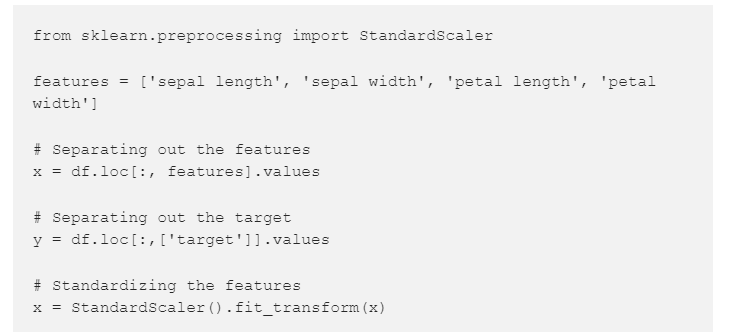 from sklearn.preprocessing import StandardScaler
features = ['sepal length', 'sepal width', 'petal length', 'petal
width']
# Separating out the features
x = df.loc[:, features].values
# Separating out the target
y = df.loc[:,['target']].values
# Standardizing the features
x = StandardScaler().fit_transform(x)